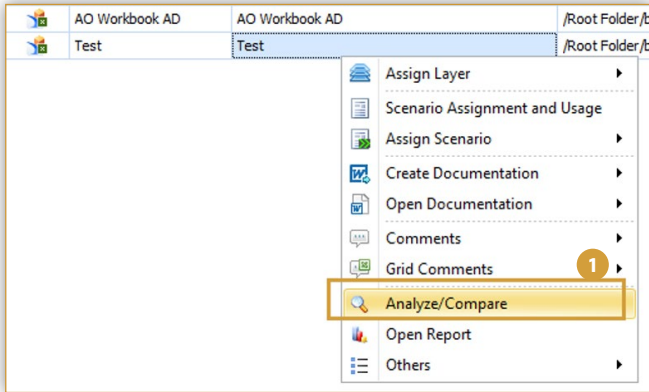 AO Workbook AD AO Workbook AD /Root Folder/b
Test Test /Root Folder/b
Assign Layer
Scenario Assignment and Usage
Assign Scenario
Create Documentation
Open Documentation
Comments
Grid Comments 1
Analyze/Compare
Open Report
Others